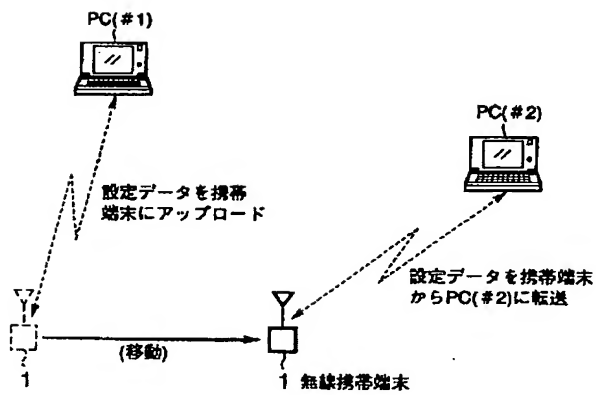 PC(#1)
PC(#2)
設定データを携帯
端末にアップロード
設定データを携帯端末
からPC(#2)に転送
(移動)
1
1 無線携帯端末